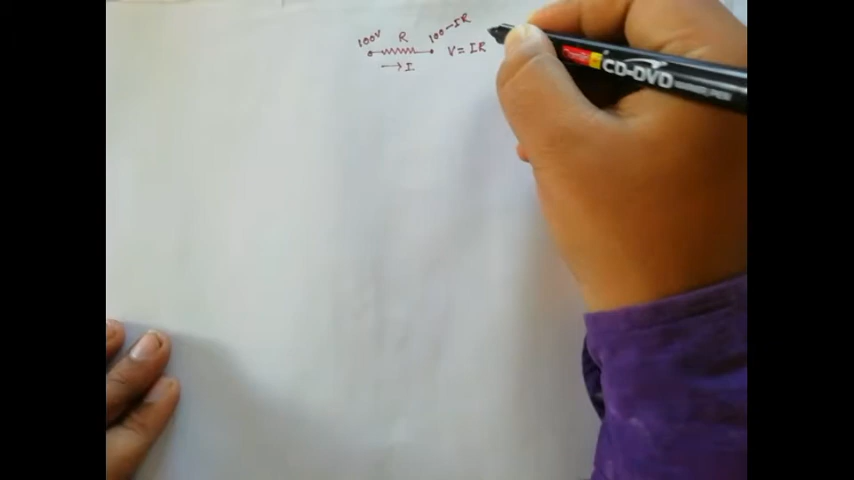 100V R 100-IR
V = IR
→ I
CD-DVD